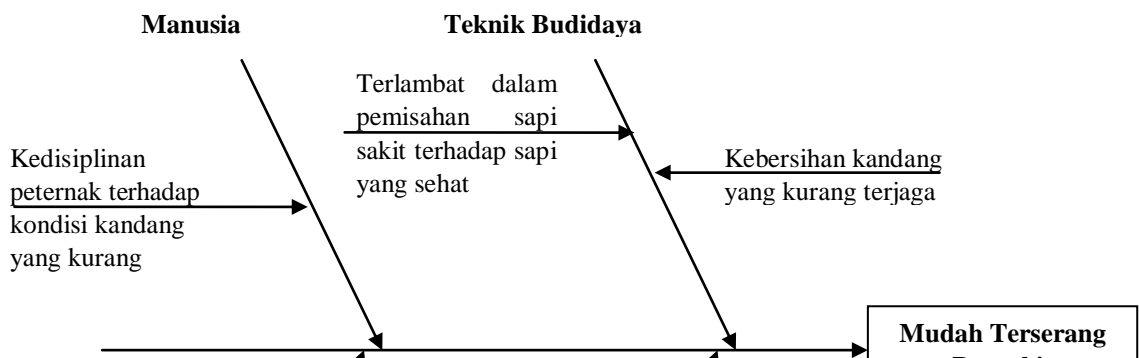 Manusia
Teknik Budidaya
Terlambat dalam
pemisahan sapi
sakit terhadap sapi
yang sehat
Kedisiplinan
peternak terhadap
kondisi kandang
yang kurang
Kebersihan kandang
yang kurang terjaga
Mudah Terserang